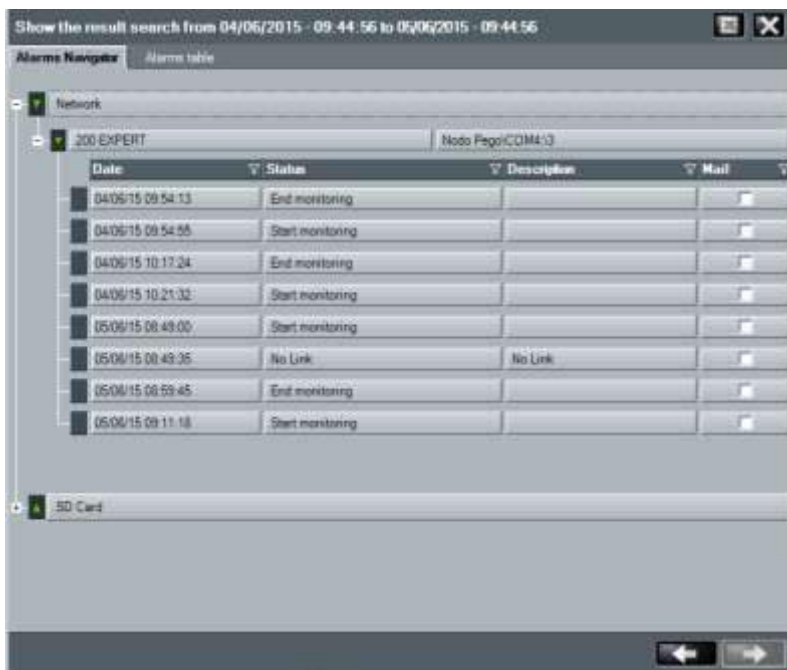 Show the result search from 04/06/2015 - 09:44:56 to 05/06/2015 - 09:44:56
Alarms Navigator Alarms table
Network
200 EXPERT Nodo Pego\COM4\3
Date Status Description Mail
04/06/15 09:54:13 End monitoring
04/06/15 09:54:55 Start monitoring
04/06/15 10:17:24 End monitoring
04/06/15 10:21:32 Start monitoring
05/06/15 08:49:00 Start monitoring
05/06/15 08:49:35 No Link No Link
05/06/15 08:59:45 End monitoring
05/06/15 09:11:18 Start monitoring
SD Card